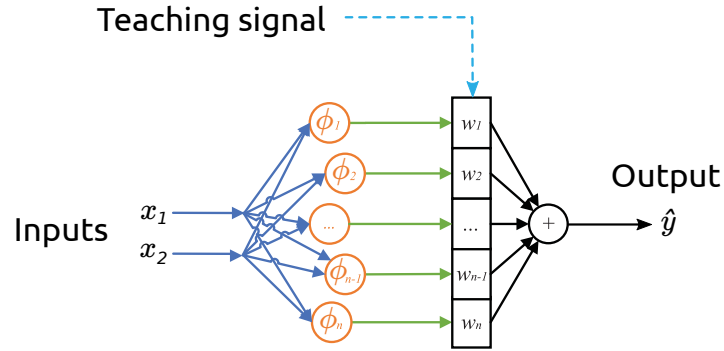 Teaching signal
ϕ₁
w₁
ϕ₂
w₂
Output
Inputs
x₁
...
...
+
ŷ
x₂
ϕₙ₋₁
wₙ₋₁
ϕₙ
wₙ